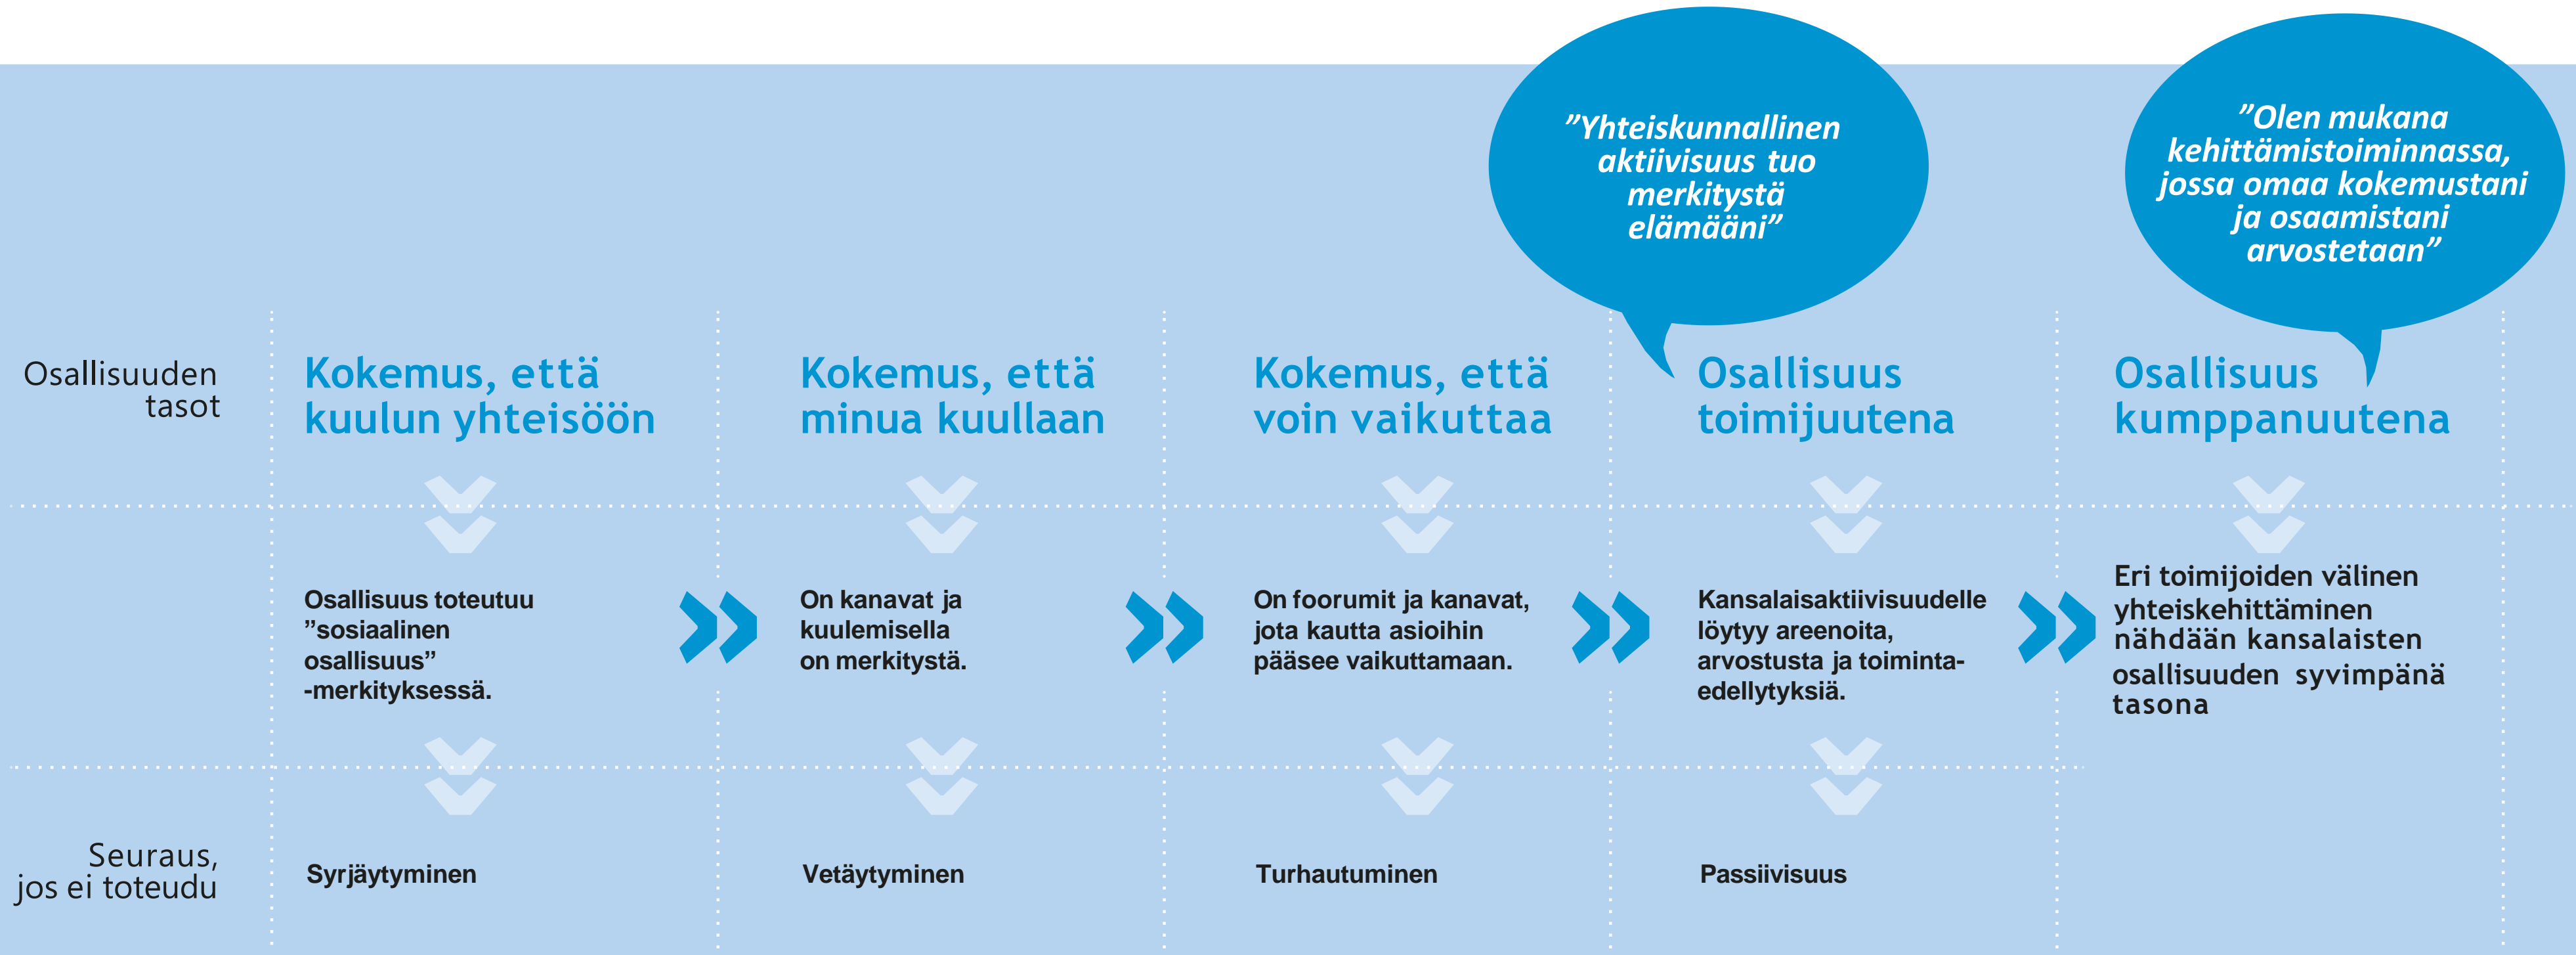 ”Yhteiskunnallinen
aktiivisuus tuo
merkitystä
elämääni”
”Olen mukana
kehittämistoiminnassa,
jossa omaa kokemustani
ja osaamistani
arvostetaan”
Osallisuuden
tasot
Kokemus, että
kuulun yhteisöön
Kokemus, että
minua kuullaan
Kokemus, että
voin vaikuttaa
Osallisuus
toimijuutena
Osallisuus
kumppanuutena
Osallisuus toteutuu
”sosiaalinen
osallisuus”
-merkityksessä.
On kanavat ja
kuulemisella
on merkitystä.
On foorumit ja kanavat,
jota kautta asioihin
pääsee vaikuttamaan.
Kansalaisaktiivisuudelle
löytyy areenoita,
arvostusta ja toiminta-
edellytyksiä.
Eri toimijoiden välinen
yhteiskehittäminen
nähdään kansalaisten
osallisuuden syvimpänä
tasona
Seuraus,
jos ei toteudu
Syrjäytyminen
Vetäytyminen
Turhautuminen
Passiivisuus